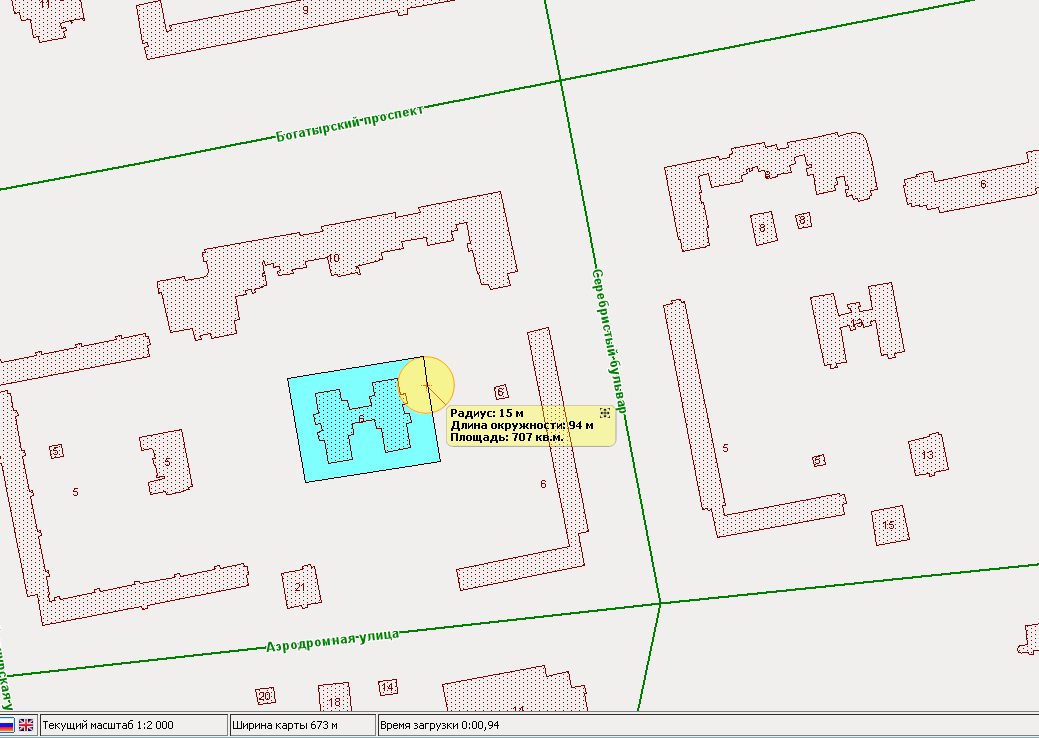 11
9
Богатырский проспект
8
6
8
8
10
Серебристый бульвар
13
6
6
Радиус: 15 м
Длина окружности: 94 м
Площадь: 707 кв.м.
5
5
5
5
6
5
13
15
21
Аэродромная улица
20
18
14
14
Текущий масштаб 1:2 000
Ширина карты 673 м
Время загрузки 0:00,94